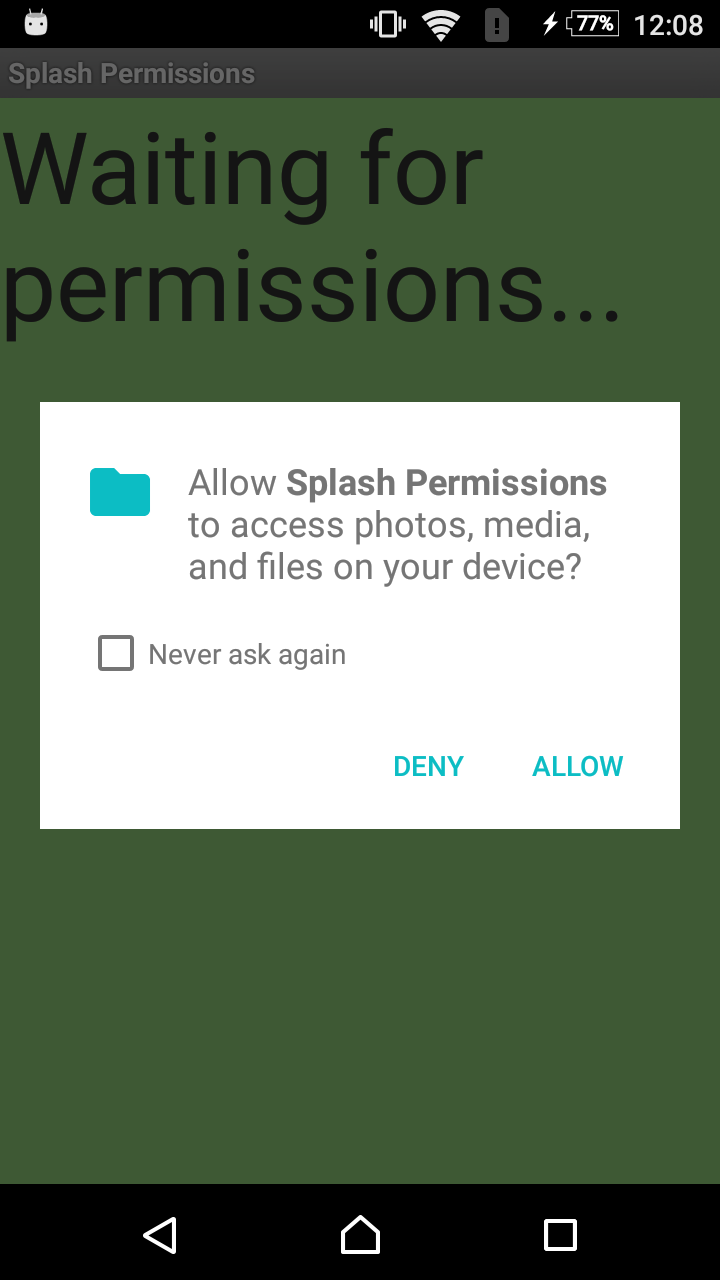 77% 12:08
Splash Permissions
Waiting for
permissions...
Allow Splash Permissions
to access photos, media,
and files on your device?
Never ask again
DENY ALLOW